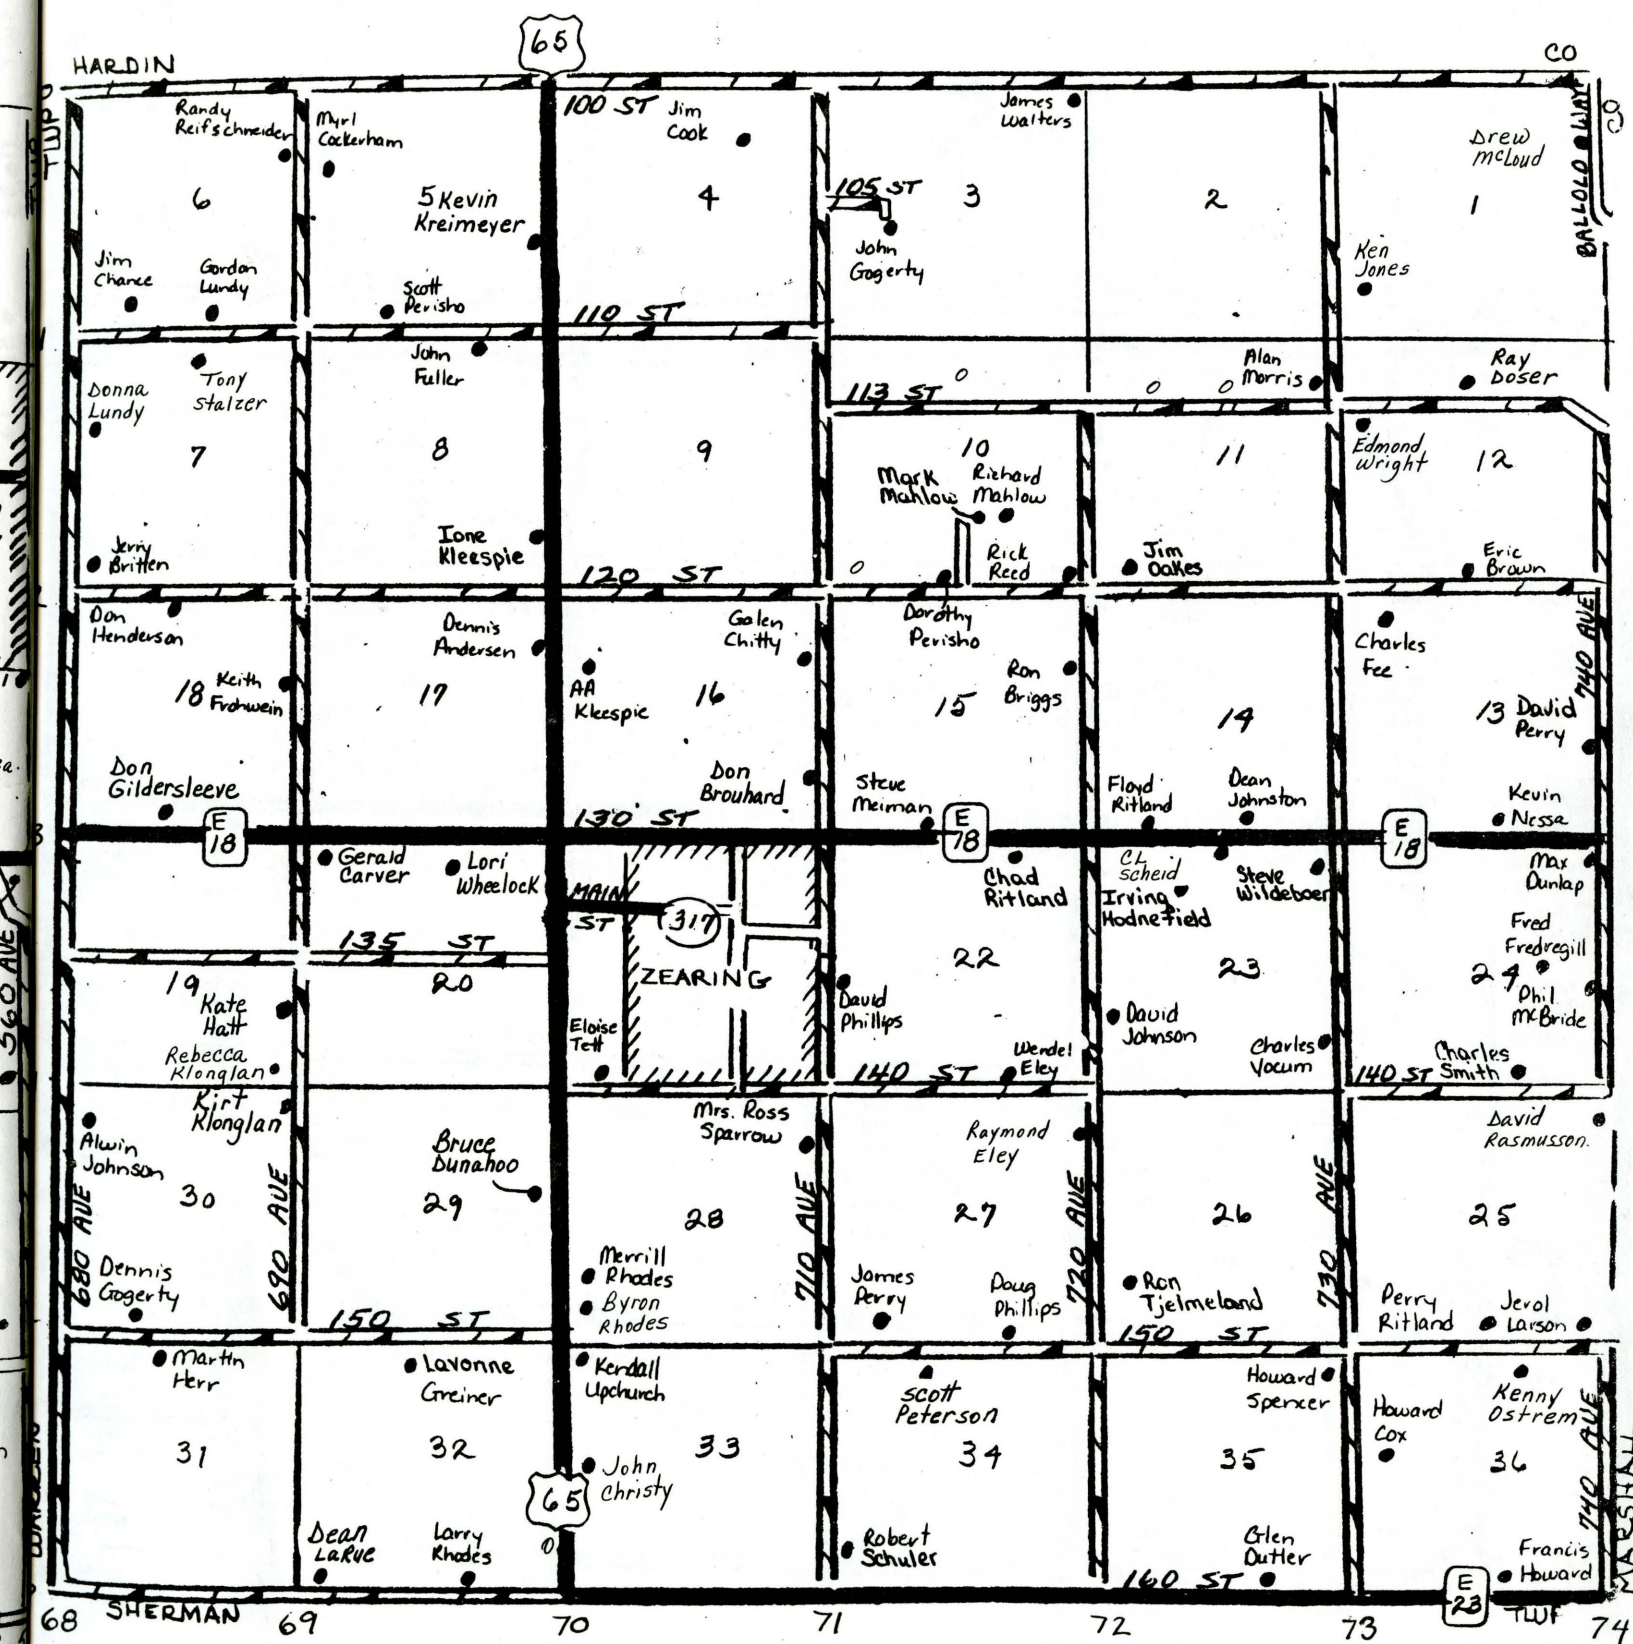 65
HARDIN
CO
TWP
100 ST
Randy
Reifschneider
Myrl
Cockerham
Jim
Cook
James
Walters
Drew
McCloud
BALLOLO WAY
CO
6
5
Kevin
Kreimeyer
4
105 ST
3
2
1
John
Gogerty
Ken
Jones
Jim
Chance
Gordon
Lundy
Scott
Perisho
110 ST
Donna
Lundy
Tony
Stalzer
John
Fuller
Alan
Morris
Ray
Doser
113 ST
7
8
9
10
11
12
Edmond
Wright
Mark
Mahlow
Richard
Mahlow
Jerry
Britten
Ione
Kleespie
Rick
Reed
Jim
Oakes
Eric
Brown
120 ST
Don
Henderson
Dennis
Andersen
Galen
Chitty
Dorothy
Perisho
Charles
Fee
740 AVE
18
Keith
Frohwein
17
AA
Kleespie
16
15
Ron
Briggs
14
13
David
Perry
Don
Gildersleeve
Don
Brouhard
Steve
Meiman
Floyd
Ritland
Dean
Johnston
Kevin
Nessa
130 ST
E
18
E
18
E
18
Gerald
Carver
Lori
Wheelock
MAIN
ST
317
Chad
Ritland
CL
Scheid
Irving
Hodnefield
Steve
Wildeboer
Max
Dunlap
560 AVE
135 ST
ZEARING
22
23
24
Fred
Fredregill
19
20
Kate
Hatt
David
Phillips
David
Johnson
Phil
McBride
Rebecca
Klonglan
Eloise
Tett
Wendel
Eley
Charles
Yocum
Charles
Smith
140 ST
140 ST
Kirt
Klonglan
Mrs. Ross
Sparrow
Raymond
Eley
David
Rasmusson
Alwin
Johnson
Bruce
Dunahoo
30
29
28
27
26
25
680 AVE
690 AVE
710 AVE
720 AVE
730 AVE
Dennis
Gogerty
Merrill
Rhodes
Byron
Rhodes
James
Perry
Doug
Phillips
Ron
Tjelmeland
Perry
Ritland
Jerol
Larson
150 ST
150 ST
Martin
Herr
Lavonne
Greiner
Kendall
Upchurch
Scott
Peterson
Howard
Spencer
Howard
Cox
Kenny
Ostrem
31
32
33
34
35
36
740 AVE
WARREN
65
John
Christy
MARSHALL
Dean
LaRue
Larry
Rhodes
Robert
Schuler
Glen
Dutler
Francis
Howard
160 ST
E
23
SHERMAN
TWP
68
69
70
71
72
73
74